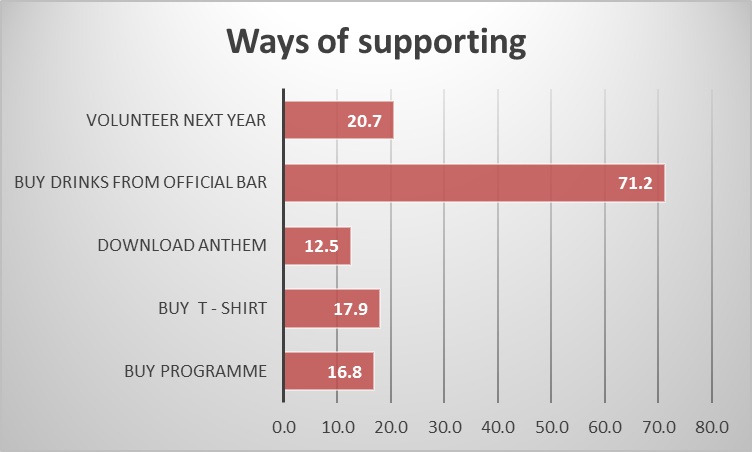 Ways of supporting
VOLUNTEER NEXT YEAR 20.7
BUY DRINKS FROM OFFICIAL BAR 71.2
DOWNLOAD ANTHEM 12.5
BUY  T - SHIRT 17.9
BUY PROGRAMME 16.8
0.0 10.0 20.0 30.0 40.0 50.0 60.0 70.0 80.0